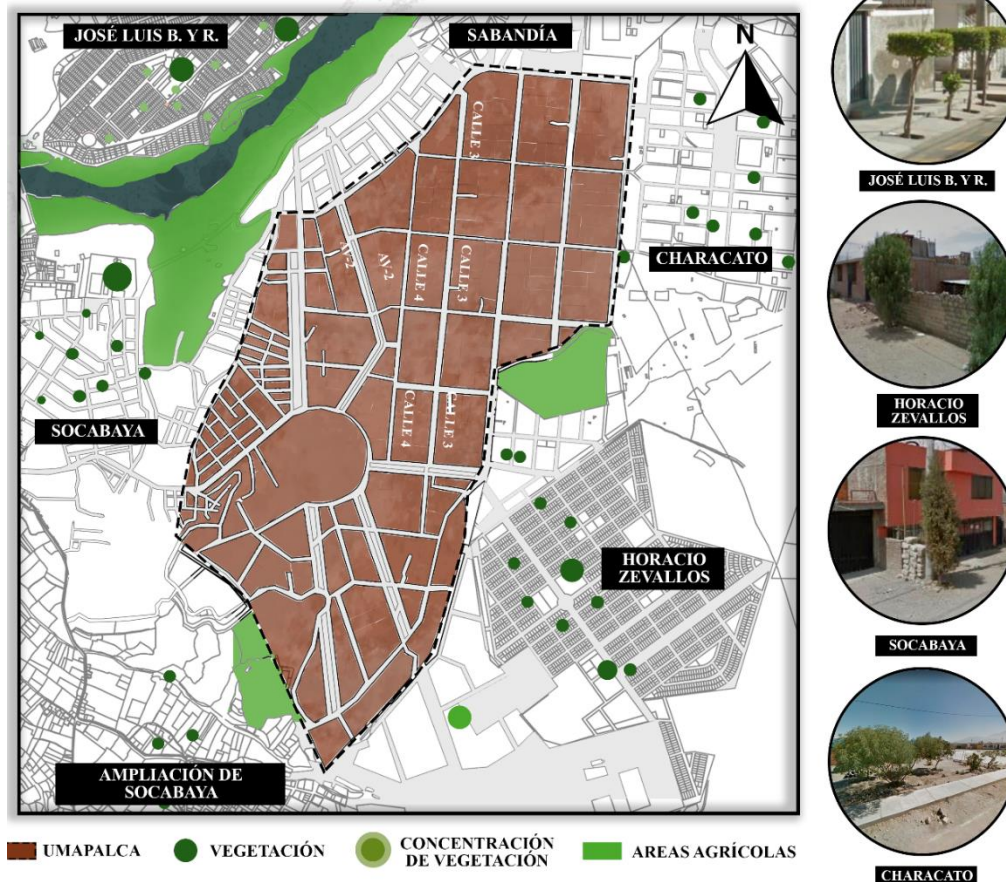 JOSÉ LUIS B. Y R.
SABANDÍA
N
CALLE 3
AV-2
AV-2
CALLE 4
CALLE 3
CHARACATO
CALLE 4
CALLE 3
SOCABAYA
HORACIO
ZEVALLOS
AMPLIACIÓN DE
SOCABAYA
UMAPALCA
VEGETACIÓN
CONCENTRACIÓN
DE VEGETACIÓN
AREAS AGRÍCOLAS
JOSÉ LUIS B. Y R.
HORACIO
ZEVALLOS
SOCABAYA
CHARACATO